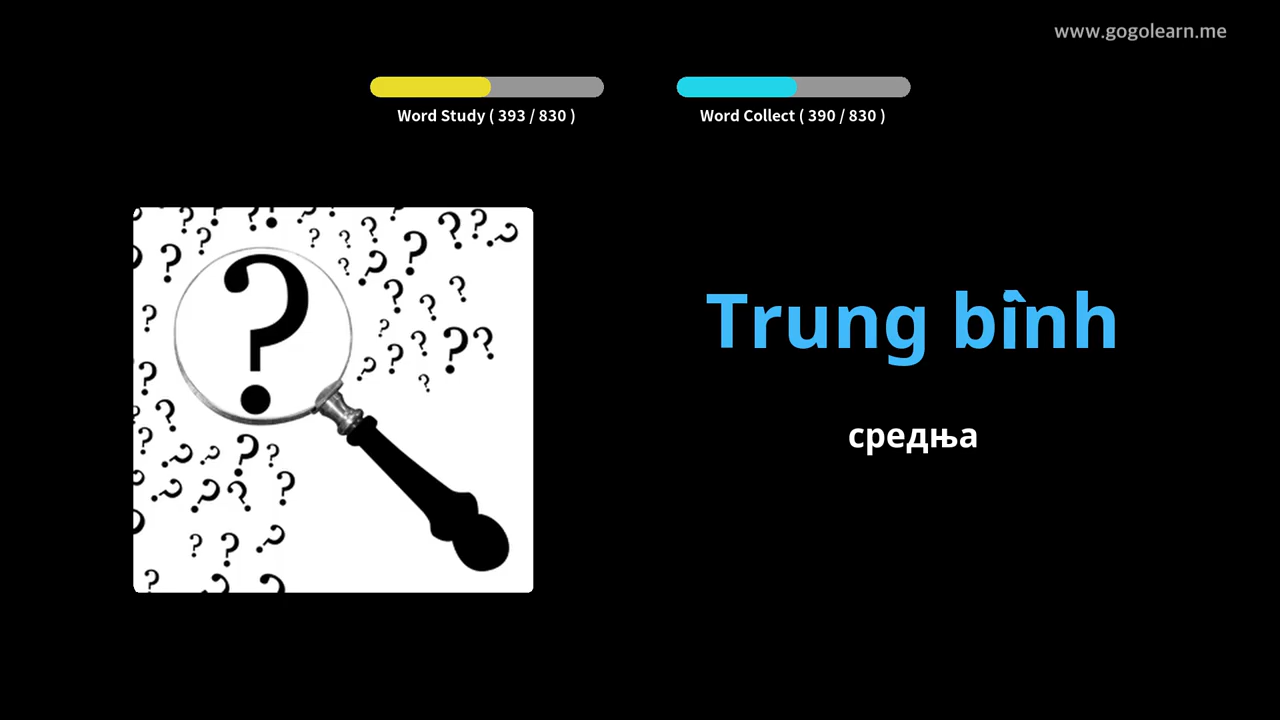 www.gogolearn.me
Word Study ( 393 / 830 )
Word Collect ( 390 / 830 )
Trung bình
средња